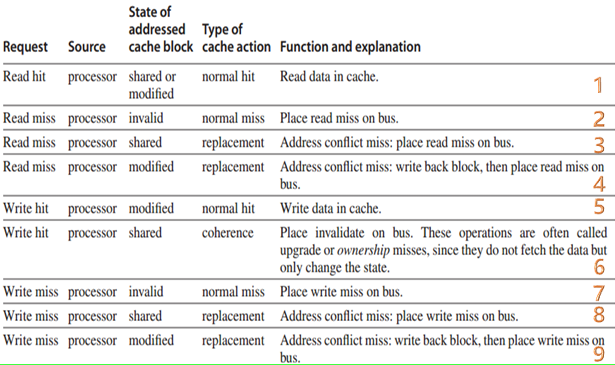 State of
addressed Type of
Request Source cache block cache action Function and explanation
Read hit processor shared or normal hit Read data in cache.
modified 1
Read miss processor invalid normal miss Place read miss on bus. 2
Read miss processor shared replacement Address conflict miss: place read miss on bus. 3
Read miss processor modified replacement Address conflict miss: write back block, then place read miss on
bus. 4
Write hit processor modified normal hit Write data in cache. 5
Write hit processor shared coherence Place invalidate on bus. These operations are often called
upgrade or ownership misses, since they do not fetch the data but
only change the state. 6
Write miss processor invalid normal miss Place write miss on bus. 7
Write miss processor shared replacement Address conflict miss: place write miss on bus. 8
Write miss processor modified replacement Address conflict miss: write back block, then place write miss on
bus. 9